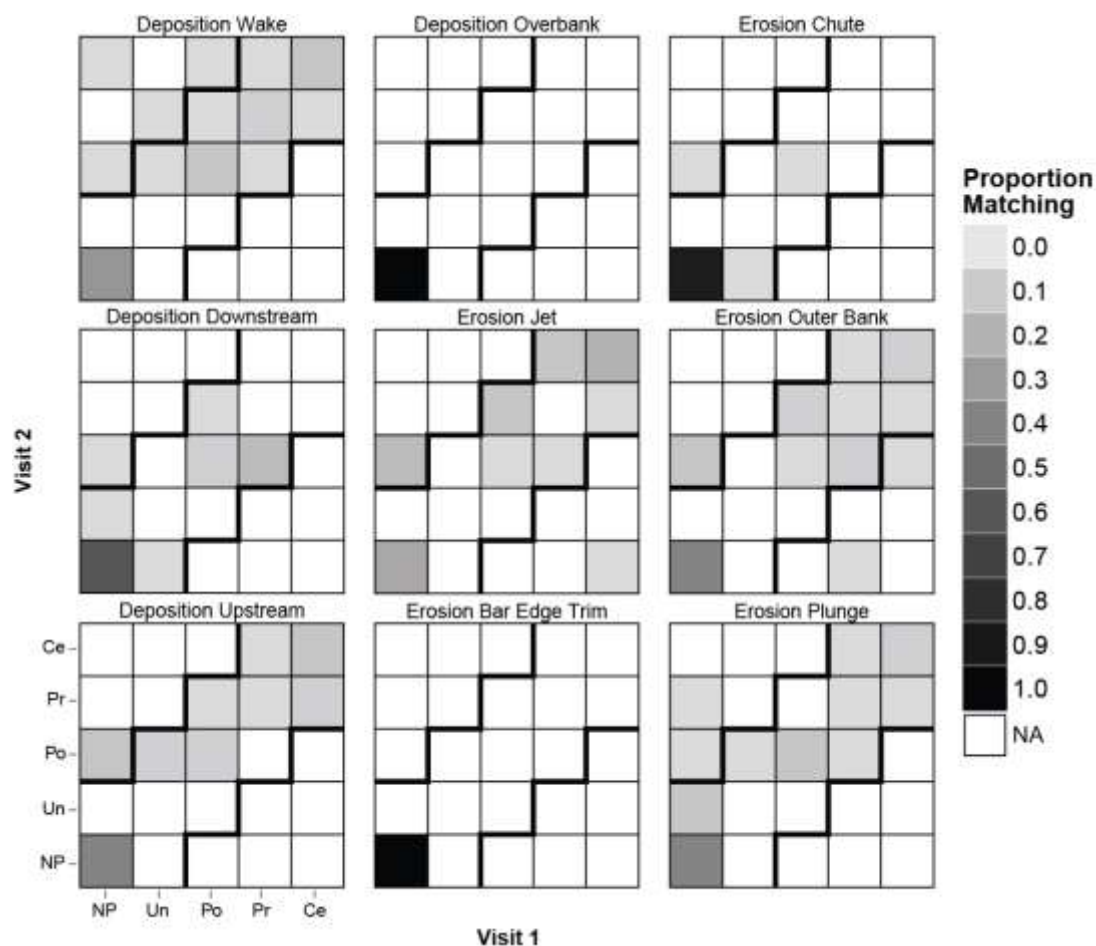 Deposition Wake
Deposition Overbank
Erosion Chute
Deposition Downstream
Erosion Jet
Erosion Outer Bank
Deposition Upstream
Erosion Bar Edge Trim
Erosion Plunge
Visit 2
Ce
Pr
Po
Un
NP
NP Un Po Pr Ce
Visit 1
Proportion
Matching
0.0
0.1
0.2
0.3
0.4
0.5
0.6
0.7
0.8
0.9
1.0
NA